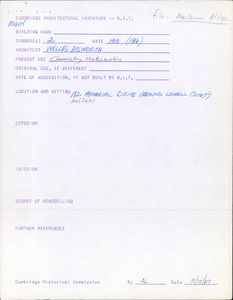 file: Maclaurin Bldgs.
CAMBRIDGE ARCHITECTURAL INVENTORY -- M.I.T.
MAIN
BUILDING NAME
NUMBER(S) 2 DATE 1913 (1916)
ARCHITECT WELLES BOSWORTH
PRESENT USE Chemistry Mathematics
ORIGINAL USE, IF DIFFERENT
DATE OF ACQUISITION, IF NOT BUILT BY M.I.T.
LOCATION AND SETTING 182 MEMORIAL DRIVE (BEHIND LOWELL COURT)
EXTERIOR
INTERIOR
DEGREE OF REMODELLING
FURTHER REFERENCES
Cambridge Historical Commission By Date